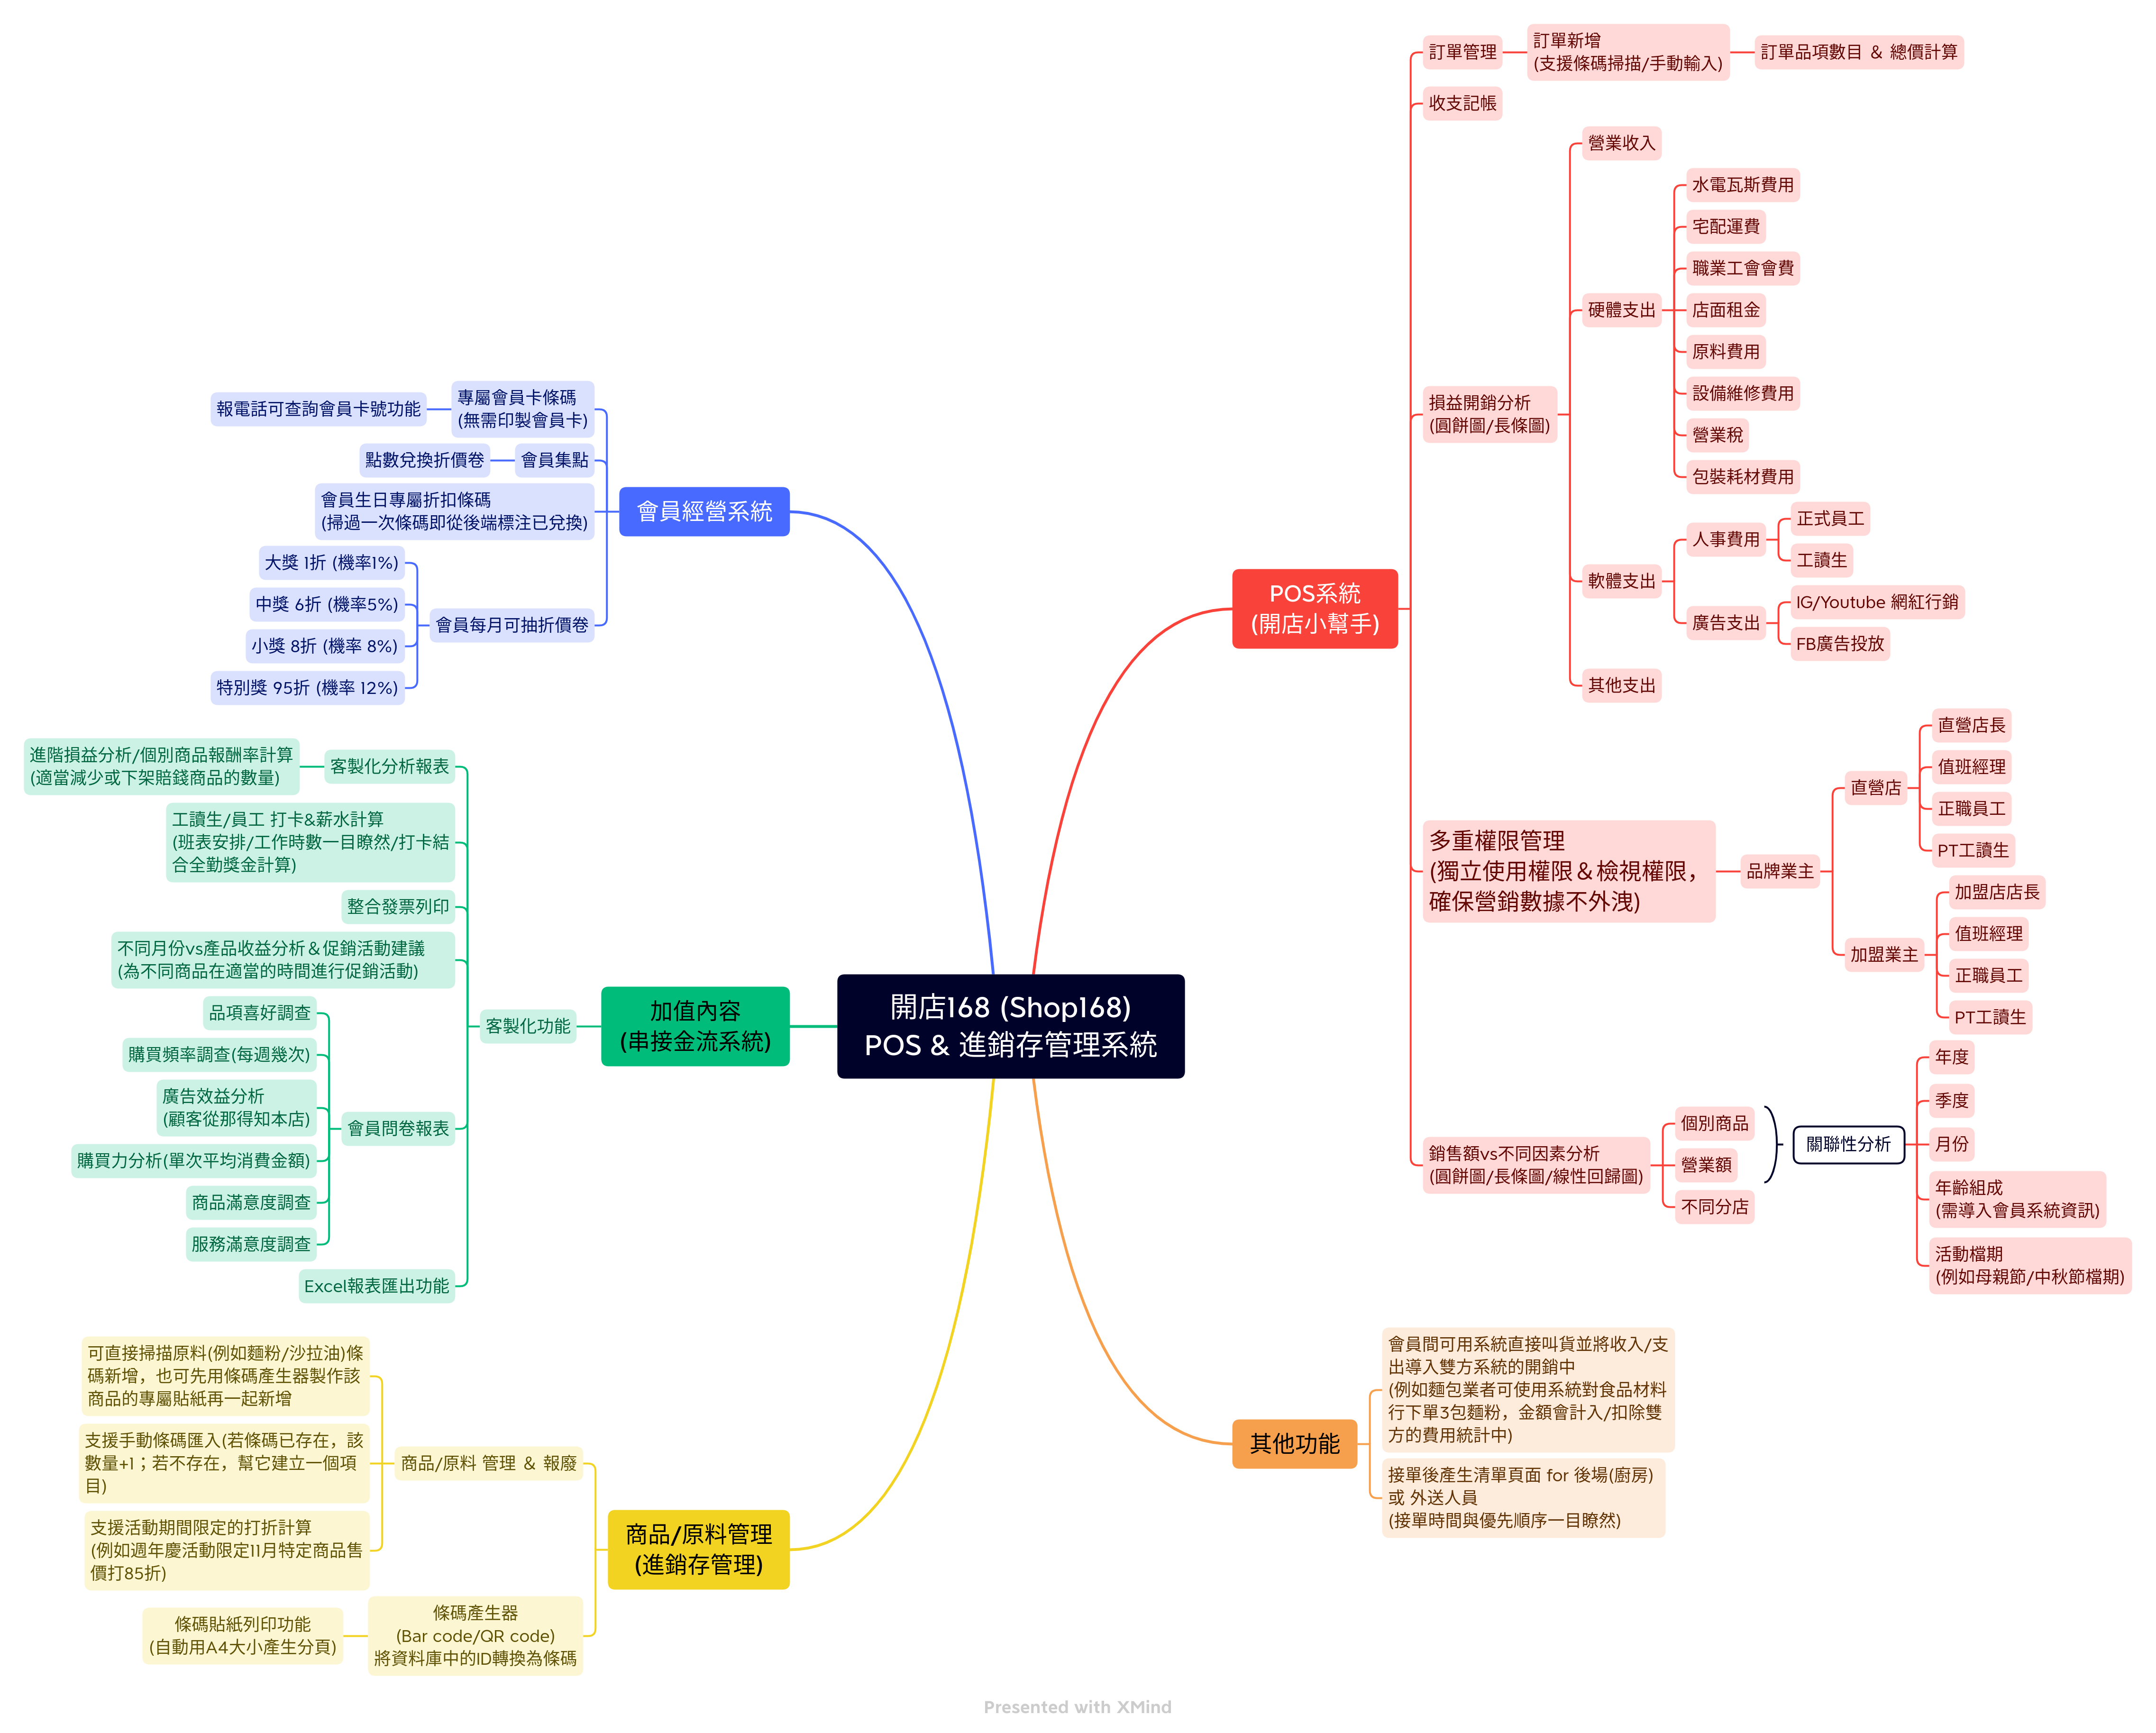 開店168 (Shop168)
POS & 進銷存管理系統
POS系統
(開店小幫手)
訂單管理
訂單新增
(支援條碼掃描/手動輸入)
訂單品項數目 & 總價計算
收支記帳
損益開銷分析
(圓餅圖/長條圖)
營業收入
硬體支出
水電瓦斯費用
宅配運費
職業工會會費
店面租金
原料費用
設備維修費用
營業稅
包裝耗材費用
軟體支出
人事費用
正式員工
工讀生
廣告支出
IG/Youtube 網紅行銷
FB廣告投放
其他支出
多重權限管理
(獨立使用權限&檢視權限,
確保營銷數據不外洩)
品牌業主
直營店
直營店長
值班經理
正職員工
PT工讀生
加盟業主
加盟店店長
值班經理
正職員工
PT工讀生
銷售額vs不同因素分析
(圓餅圖/長條圖/線性回歸圖)
個別商品
營業額
不同分店
關聯性分析
年度
季度
月份
年齡組成
(需導入會員系統資訊)
活動檔期
(例如母親節/中秋節檔期)
其他功能
會員間可用系統直接叫貨並將收入/支
出導入雙方系統的開銷中
(例如麵包業者可使用系統對食品材料
行下單3包麵粉，金額會計入/扣除雙
方的費用統計中)
接單後產生清單頁面 for 後場(廚房)
或 外送人員
(接單時間與優先順序一目瞭然)
會員經營系統
專屬會員卡條碼
(無需印製會員卡)
報電話可查詢會員卡號功能
會員集點
點數兌換折價卷
會員生日專屬折扣條碼
(掃過一次條碼即從後端標注已兌換)
會員每月可抽折價卷
大獎 1折 (機率1%)
中獎 6折 (機率5%)
小獎 8折 (機率 8%)
特別獎 95折 (機率 12%)
加值內容
(串接金流系統)
客製化功能
客製化分析報表
進階損益分析/個別商品報酬率計算
(適當減少或下架賠錢商品的數量)
工讀生/員工 打卡&薪水計算
(班表安排/工作時數一目瞭然/打卡結
合全勤獎金計算)
整合發票列印
不同月份vs產品收益分析&促銷活動建議
(為不同商品在適當的時間進行促銷活動)
會員問卷報表
品項喜好調查
購買頻率調查(每週幾次)
廣告效益分析
(顧客從那得知本店)
購買力分析(單次平均消費金額)
商品滿意度調查
服務滿意度調查
Excel報表匯出功能
商品/原料管理
(進銷存管理)
商品/原料 管理 & 報廢
可直接掃描原料(例如麵粉/沙拉油)條
碼新增，也可先用條碼產生器製作該
商品的專屬貼紙再一起新增
支援手動條碼匯入(若條碼已存在，該
數量+1；若不存在，幫它建立一個項
目)
支援活動期間限定的打折計算
(例如週年慶活動限定11月特定商品售
價打85折)
條碼產生器
(Bar code/QR code)
將資料庫中的ID轉換為條碼
條碼貼紙列印功能
(自動用A4大小產生分頁)
Presented with XMind